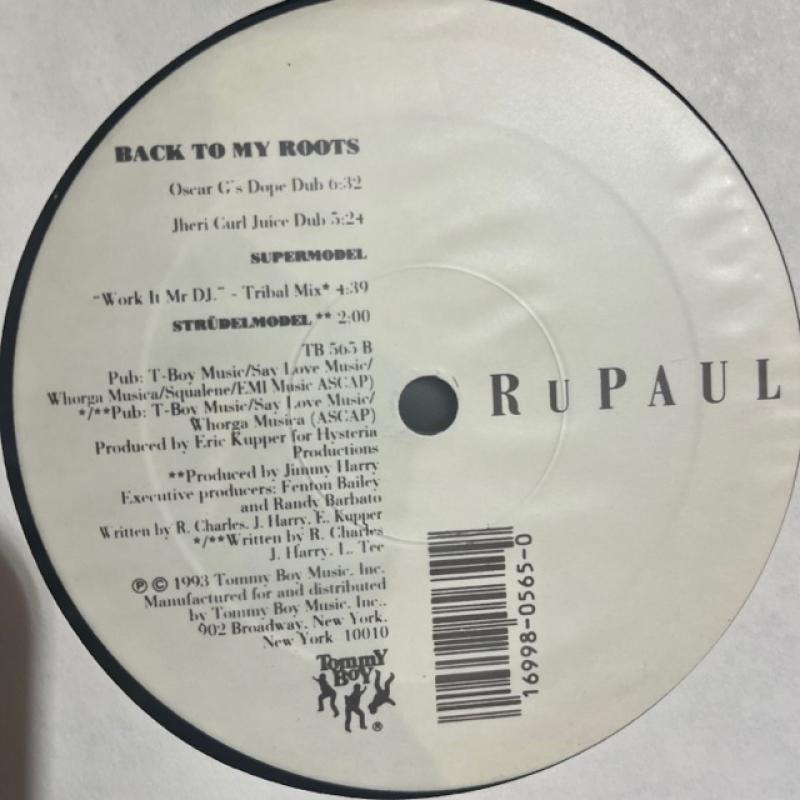 BACK TO MY ROOTS
Oscar G's Dope Dub 6:32
Jheri Curl Juice Dub 5:24
SUPERMODEL
"Work It Mr DJ." - Tribal Mix* 4:39
STRÜDELMODEL ** 2:00
TB 565 B
Pub: T-Boy Music/Say Love Music/
Whorga Musica/Squalene/EMI Music ASCAP)
*/**Pub: T-Boy Music/Say Love Music/
Whorga Musica (ASCAP)
Produced by Eric Kupper for Hysteria
Productions
**Produced by Jimmy Harry
Executive producers: Fenton Bailey
and Randy Barbato
Written by R. Charles, J. Harry, E. Kupper
*/**Written by R. Charles
J. Harry, L. Tee
℗ © 1993 Tommy Boy Music, Inc.
Manufactured for and distributed
by Tommy Boy Music, Inc.,
902 Broadway, New York,
New York 10010
Tommy
Boy
®
RUPAUL
16998-0565-0